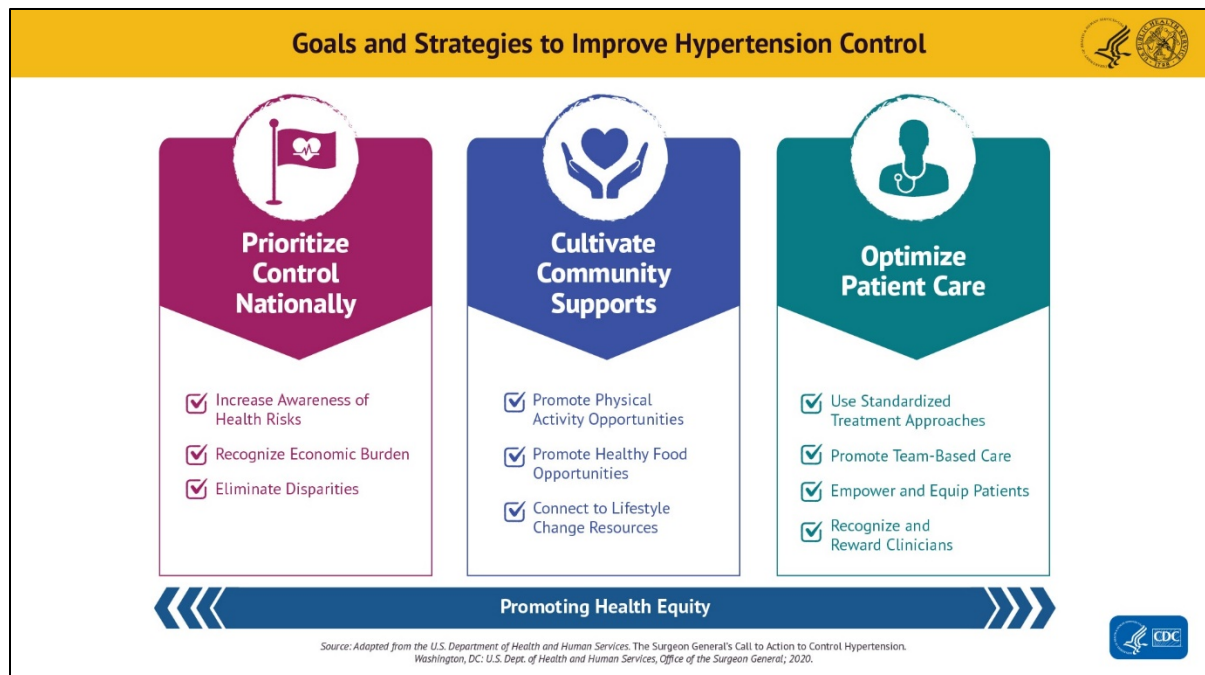 Goals and Strategies to Improve Hypertension Control
Prioritize
Control
Nationally
Increase Awareness of
Health Risks
Recognize Economic Burden
Eliminate Disparities
Cultivate
Community
Supports
Promote Physical
Activity Opportunities
Promote Healthy Food
Opportunities
Connect to Lifestyle
Change Resources
Optimize
Patient Care
Use Standardized
Treatment Approaches
Promote Team-Based Care
Empower and Equip Patients
Recognize and
Reward Clinicians
Promoting Health Equity
Source: Adapted from the U.S. Department of Health and Human Services. The Surgeon General's Call to Action to Control Hypertension.
Washington, DC: U.S. Dept. of Health and Human Services, Office of the Surgeon General; 2020.
CDC